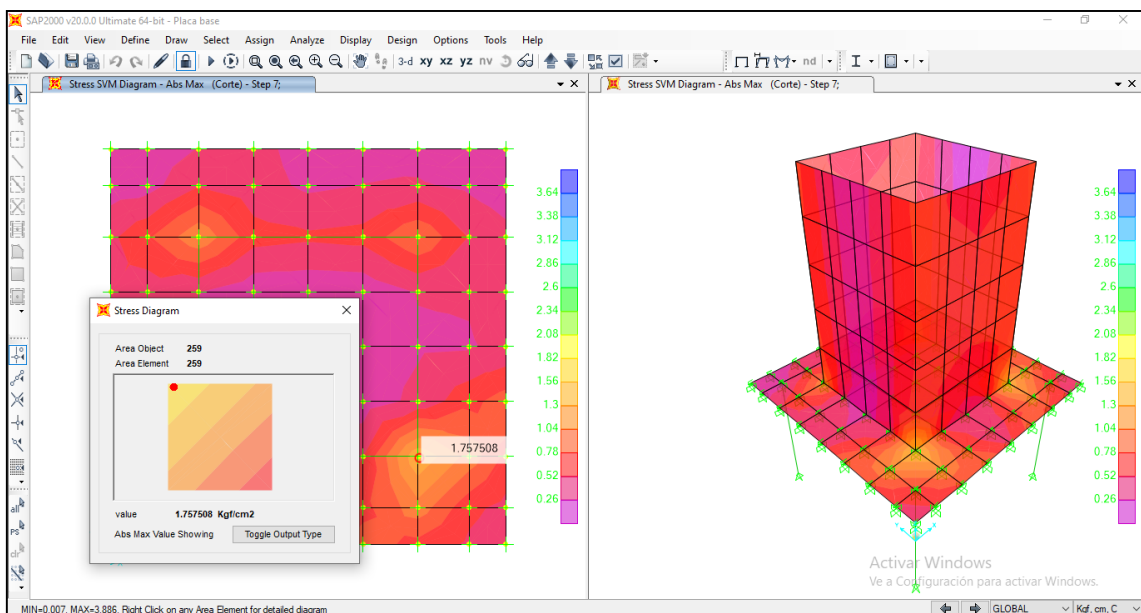 SAP2000 v20.0.0 Ultimate 64-bit - Placa base
File Edit View Define Draw Select Assign Analyze Display Design Options Tools Help
3-d xy xz yz nv nd
Stress SVM Diagram - Abs Max (Corte) - Step 7;
Stress SVM Diagram - Abs Max (Corte) - Step 7;
3.64
3.38
3.12
2.86
2.6
2.34
2.08
1.82
1.56
1.3
1.04
0.78
0.52
0.26
3.64
3.38
3.12
2.86
2.6
2.34
2.08
1.82
1.56
1.3
1.04
0.78
0.52
0.26
Stress Diagram
Area Object 259
Area Element 259
value 1.757508 Kgf/cm2
Abs Max Value Showing Toggle Output Type
1.757508
all
PS
dr
Activar Windows
Ve a Configuración para activar Windows.
MIN=0.007, MAX=3.886, Right Click on any Area Element for detailed diagram
GLOBAL
Kgf, cm, C